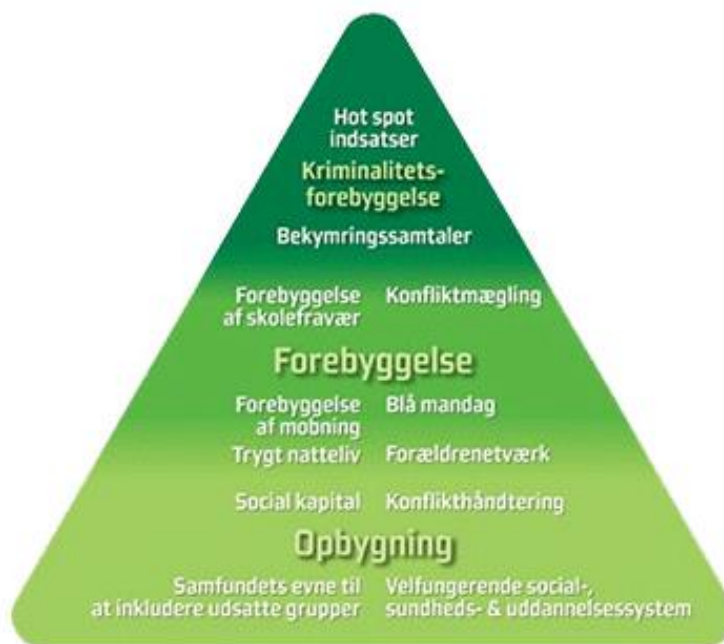 Hot spot
indsatser
Kriminalitets-
forebyggelse
Bekymringssamtaler
Forebyggelse
af skolefravær
Konfliktmægling
Forebyggelse
Forebyggelse
af mobning
Blå mandag
Trygt natteliv
Forældrenetværk
Social kapital
Konflikthåndtering
Opbygning
Samfundets evne til
at inkludere udsatte grupper
Velfungerende social-,
sundheds- & uddannelsessystem